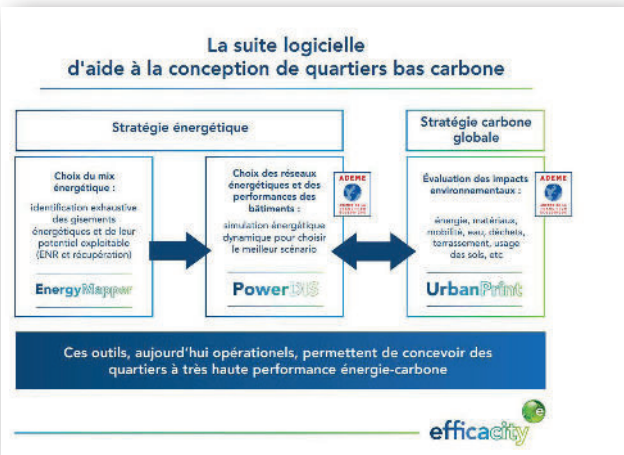 La suite logicielle
d'aide à la conception de quartiers bas carbone
Stratégie énergétique
Stratégie carbone
globale
Choix du mix
énergétique :
identification exhaustive
des gisements
énergétiques et de leur
potentiel exploitable
(ENR et récupération)
EnergyMapper
Choix des réseaux
énergétiques et des
performances des
bâtiments :
simulation énergétique
dynamique pour choisir
le meilleur scénario
PowerDIS
ADEME
Évaluation des impacts
environnementaux :
énergie, matériaux,
mobilité, eau, déchets,
terrassement, usage
des sols, etc
UrbanPrint
ADEME
Ces outils, aujourd'hui opérationels, permettent de concevoir des
quartiers à très haute performance énergie-carbone
efficacity
e